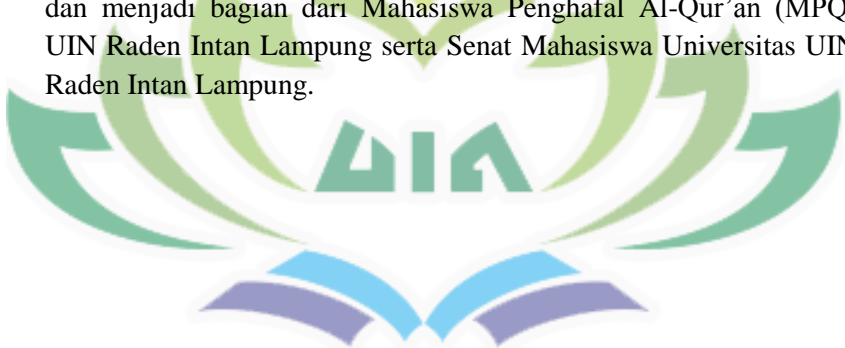 dan menjadi bagian dari Mahasiswa Penghafal Al-Qur'an (MPQ
UIN Raden Intan Lampung serta Senat Mahasiswa Universitas UIN
Raden Intan Lampung.
UIN